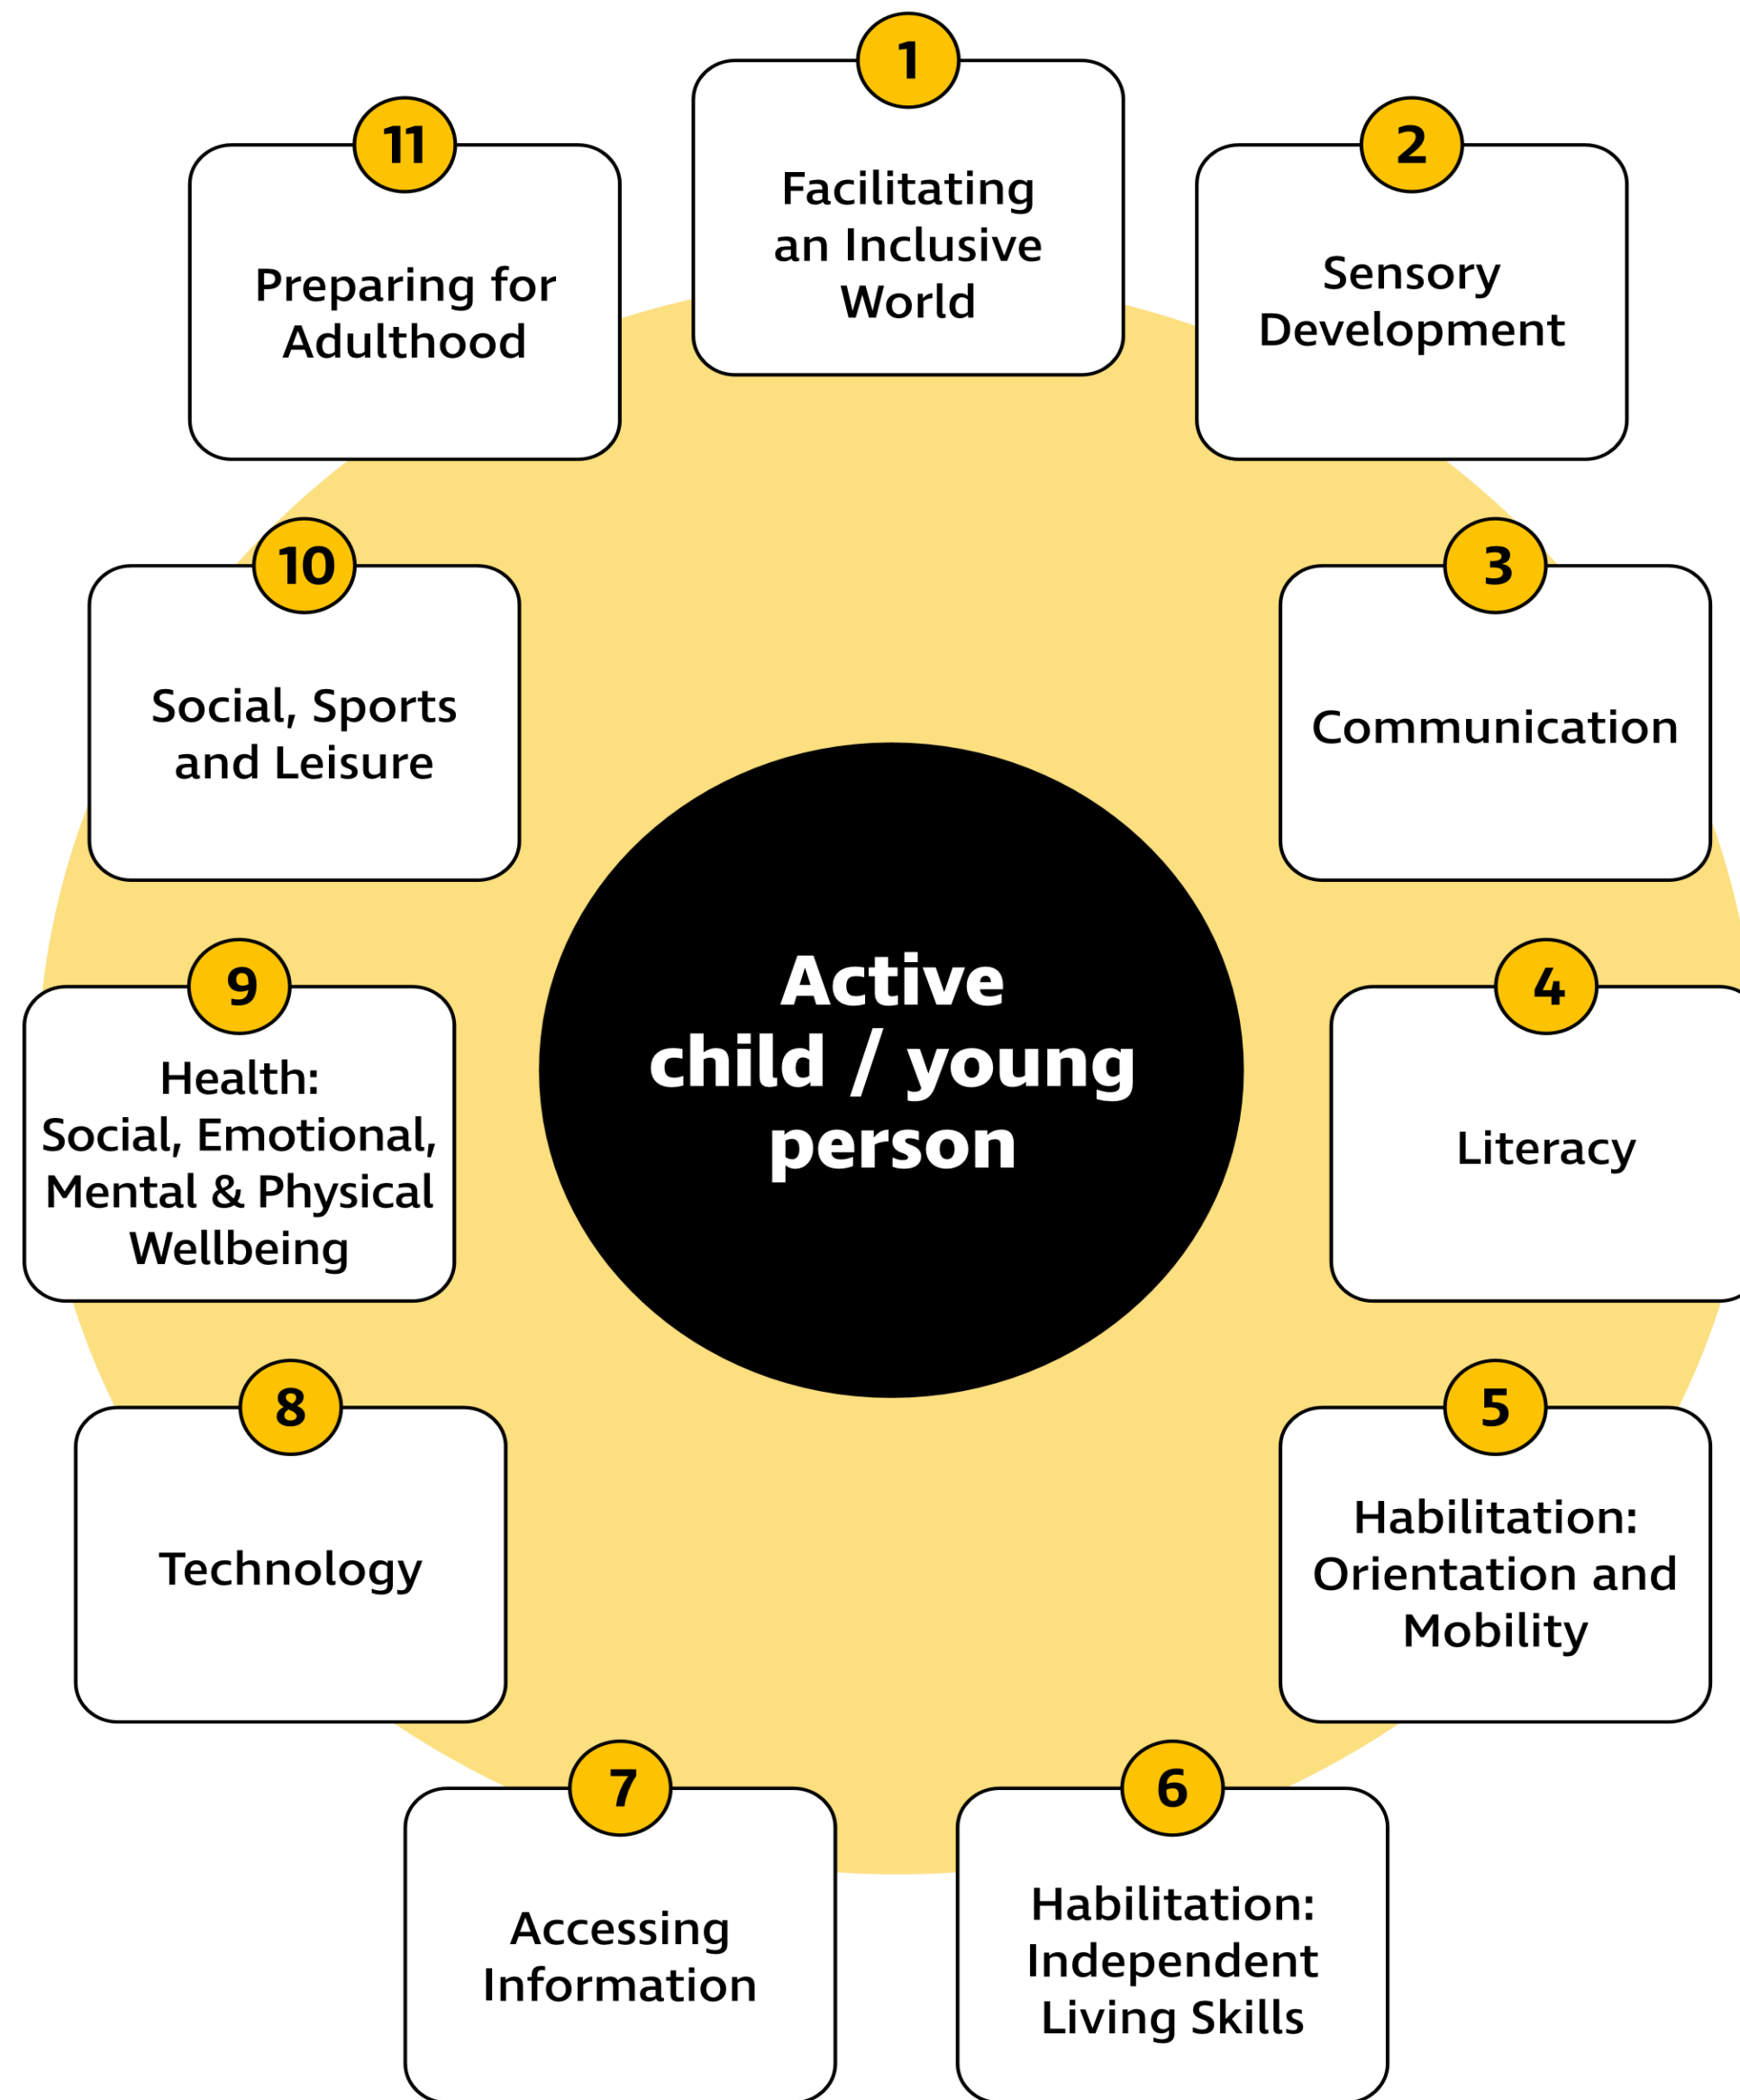 1
Facilitating
an Inclusive
World
2
Sensory
Development
3
Communication
4
Literacy
5
Habilitation:
Orientation and
Mobility
6
Habilitation:
Independent
Living Skills
7
Accessing
Information
8
Technology
9
Health:
Social, Emotional,
Mental & Physical
Wellbeing
10
Social, Sports
and Leisure
11
Preparing for
Adulthood
Active
child / young
person